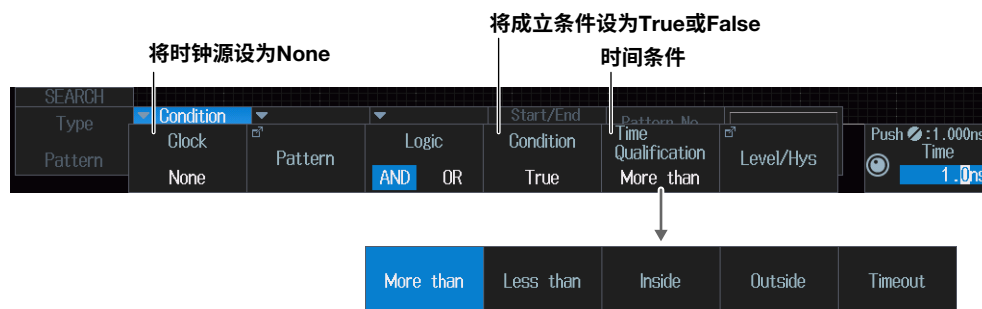 将成立条件设为True或False
将时钟源设为None
时间条件
SEARCH
Type
Pattern
Condition
Start/End
Pattern No.
Clock
None
Pattern
Logic
AND OR
Condition
True
Time
Qualification
More than
Level/Hys
Push :1.000ns
Time
1.0ns
More than Less than Inside Outside Timeout